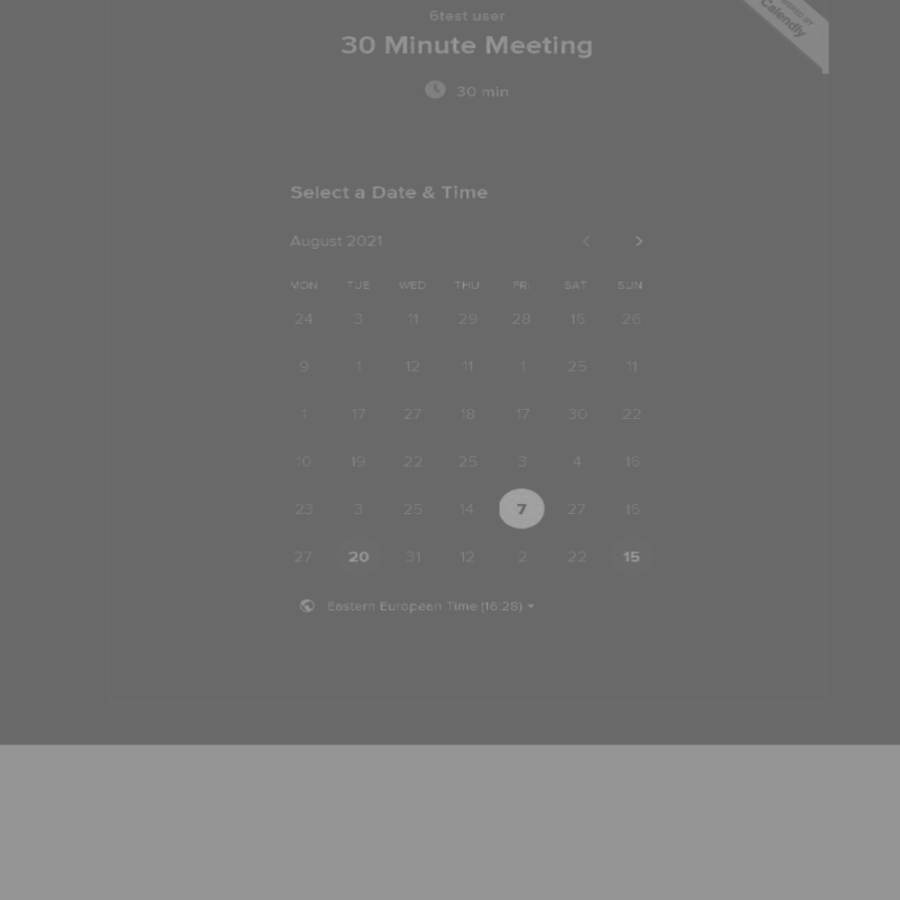 6test user
30 Minute Meeting
30 min
POWERED BY
Calendly
Select a Date & Time
August 2021
MON TUE WED THU FRI SAT SUN
24 3 11 29 28 16 26
9 1 12 11 1 25 11
1 17 27 18 17 30 22
10 19 22 25 3 4 16
23 3 25 14 7 27 16
27 20 31 12 2 22 15
Eastern European Time (16:28)